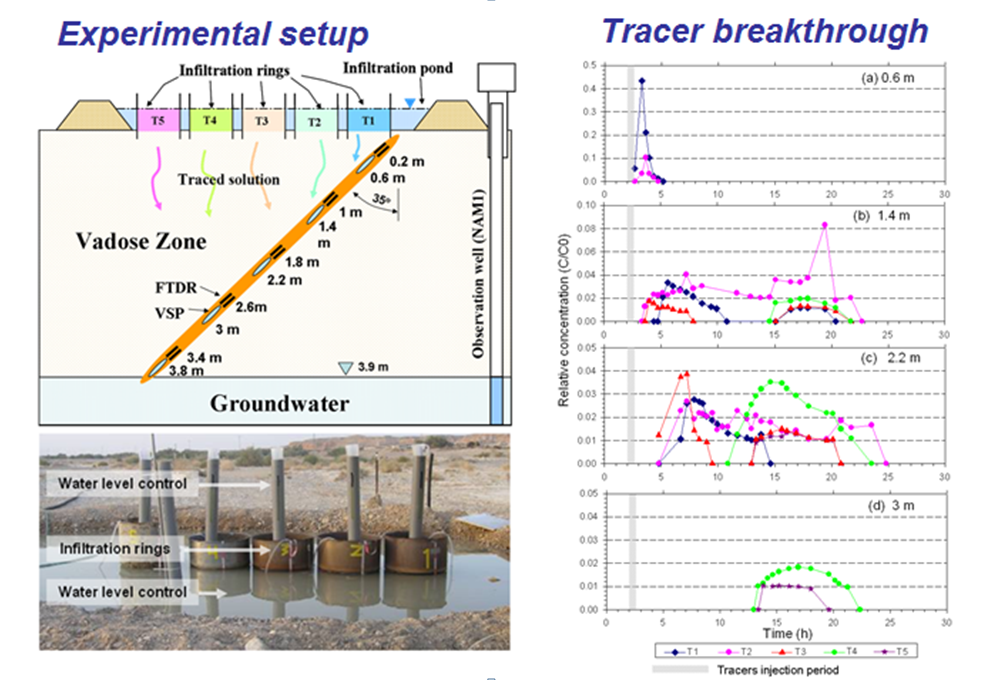 Experimental setup
Infiltration rings
Infiltration pond
T5
T4
T3
T2
T1
0.2 m
0.6 m
Traced solution
35°
1 m
1.4
m
Vadose Zone
1.8 m
2.2 m
FTDR
2.6m
VSP
3 m
3.4 m
3.8 m
3.9 m
Observation well (NAM1)
Groundwater
Water level control
Infiltration rings
Water level control
1
Tracer breakthrough
Relative concentration (C/C0)
(a) 0.6 m
0.5
0.4
0.3
0.2
0.1
0.0
0 5 10 15 20 25 30
(b) 1.4 m
0.10
0.08
0.06
0.04
0.02
0.00
0 5 10 15 20 25 30
(c) 2.2 m
0.05
0.04
0.03
0.02
0.01
0.00
0 5 10 15 20 25 30
(d) 3 m
0.05
0.04
0.03
0.02
0.01
0.00
0 5 10 15 20 25 30
Time (h)
T1 T2 T3 T4 T5
Tracers injection period